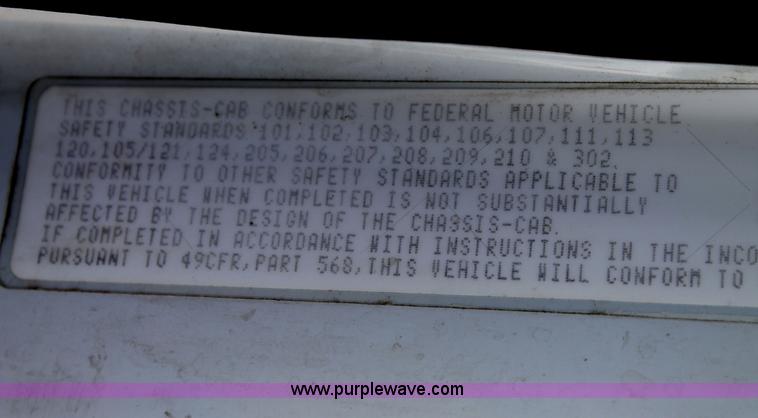 THIS CHASSIS-CAB CONFORMS TO FEDERAL MOTOR VEHICLE
SAFETY STANDARDS 101,102,103,104,106,107,111,113
120,105/121,124,205,206,207,208,209,210 & 302.
CONFORMITY TO OTHER SAFETY STANDARDS APPLICABLE TO
THIS VEHICLE WHEN COMPLETED IS NOT SUBSTANTIALLY
AFFECTED BY THE DESIGN OF THE CHASSIS-CAB.
IF COMPLETED IN ACCORDANCE WITH INSTRUCTIONS IN THE INCO
PURSUANT TO 49CFR,PART 568,THIS VEHICLE WILL CONFORM TO
www.purplewave.com